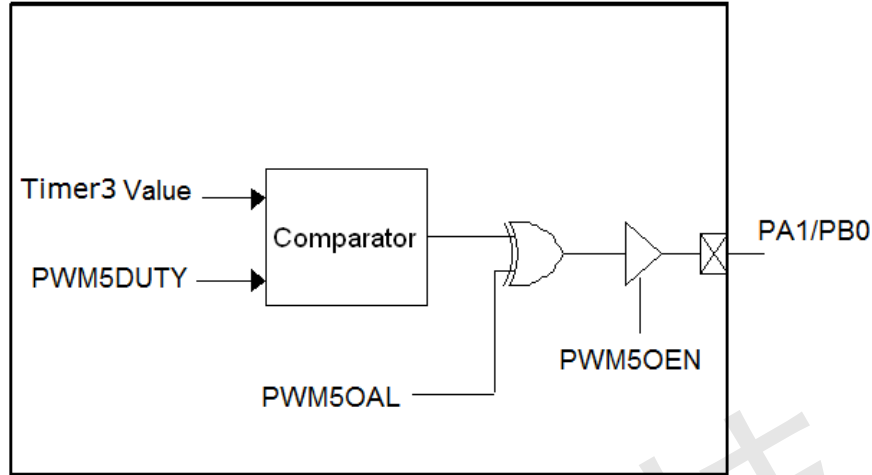 Timer3 Value
Comparator
PA1/PB0
PWM5DUTY
PWM5OEN
PWM5OAL